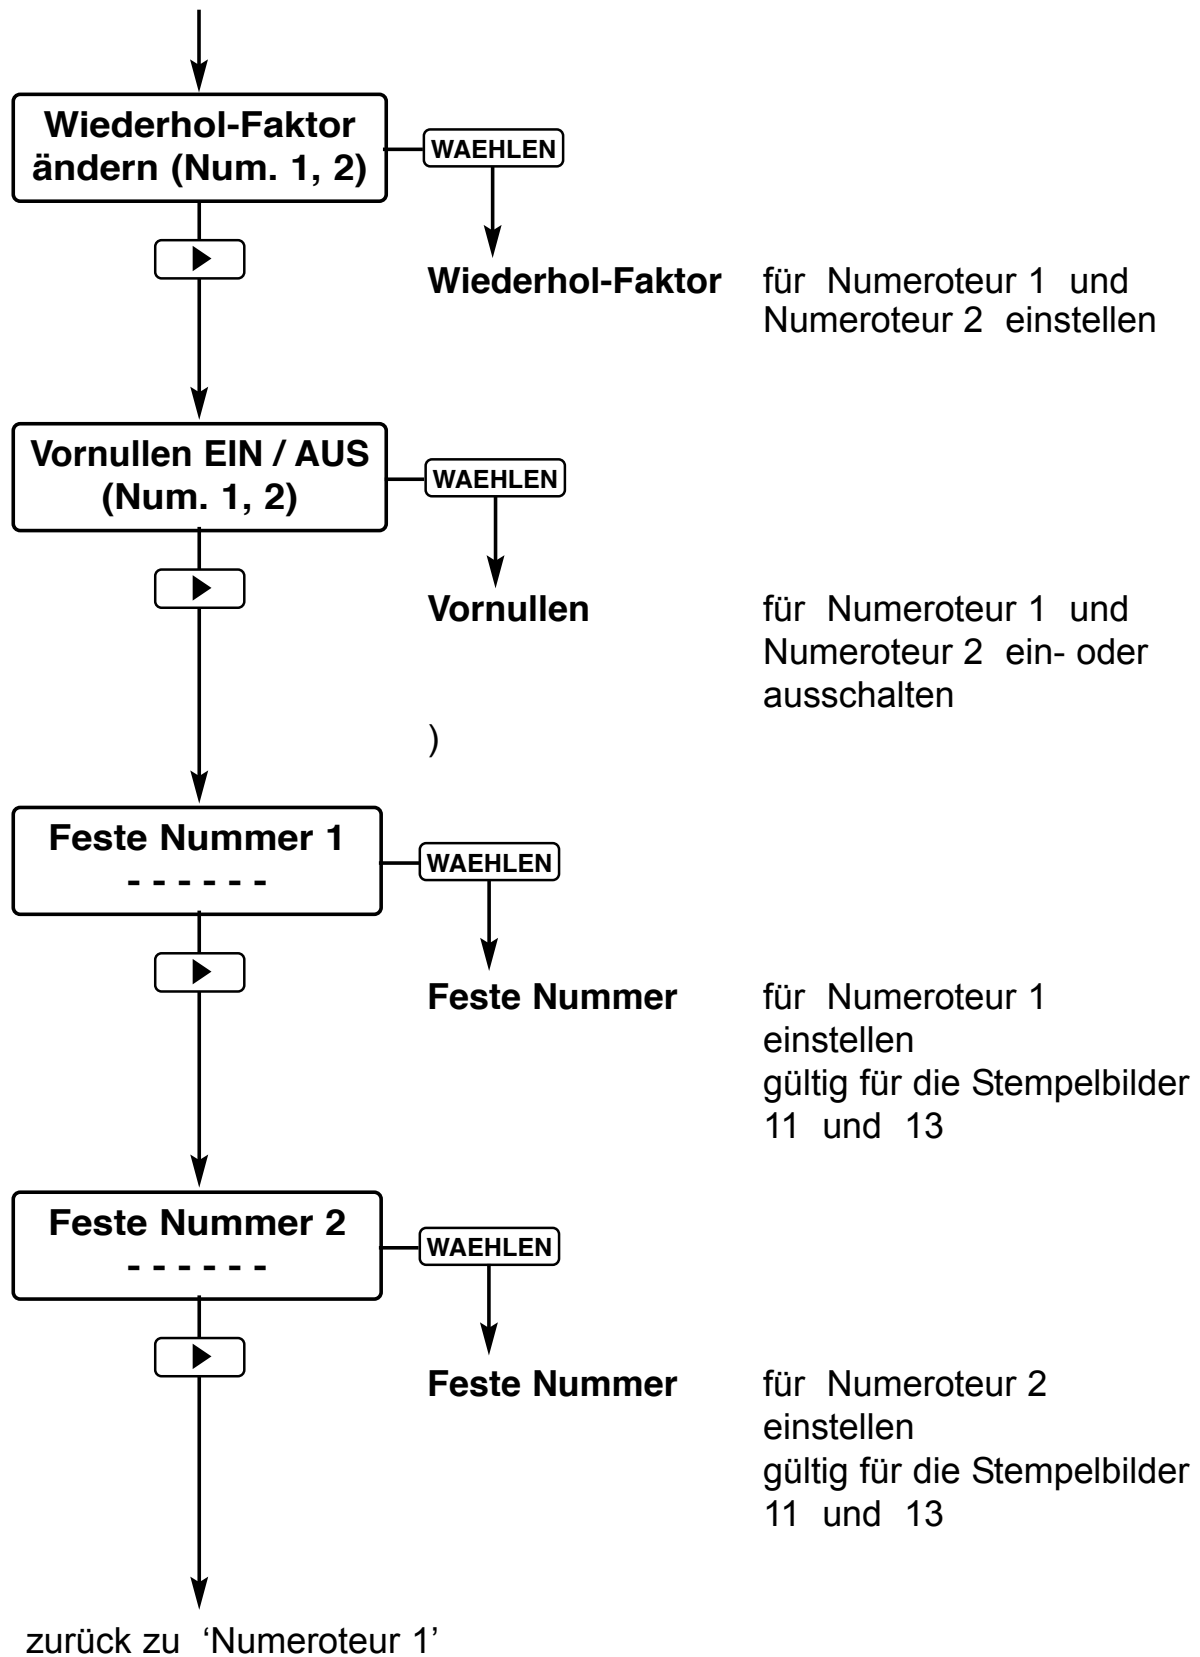 Wiederhol-Faktor
ändern (Num. 1, 2)
WAEHLEN
Wiederhol-Faktor
für Numeroteur 1 und
Numeroteur 2 einstellen
Vornullen EIN / AUS
(Num. 1, 2)
WAEHLEN
Vornullen
für Numeroteur 1 und
Numeroteur 2 ein- oder
ausschalten
)
Feste Nummer 1
- - - - - -
WAEHLEN
Feste Nummer
für Numeroteur 1
einstellen
gültig für die Stempelbilder
11 und 13
Feste Nummer 2
- - - - - -
WAEHLEN
Feste Nummer
für Numeroteur 2
einstellen
gültig für die Stempelbilder
11 und 13
zurück zu ‘Numeroteur 1’